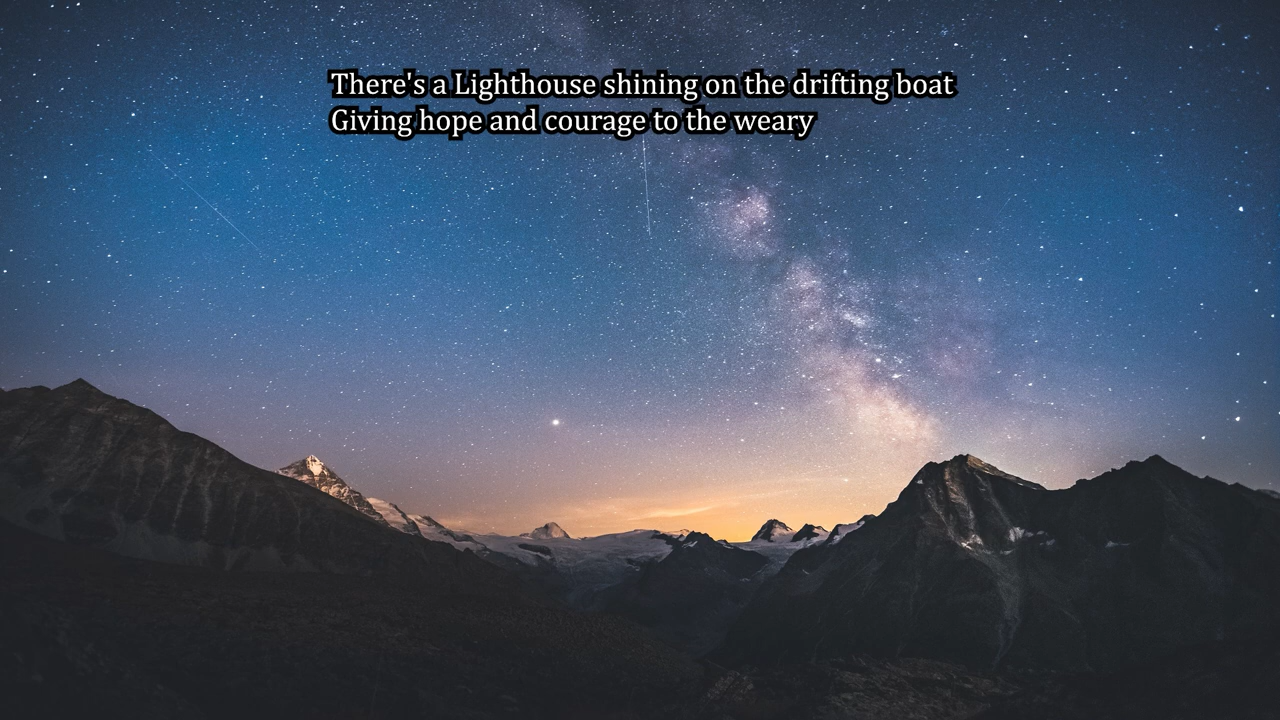 There's a Lighthouse shining on the drifting boat
Giving hope and courage to the weary